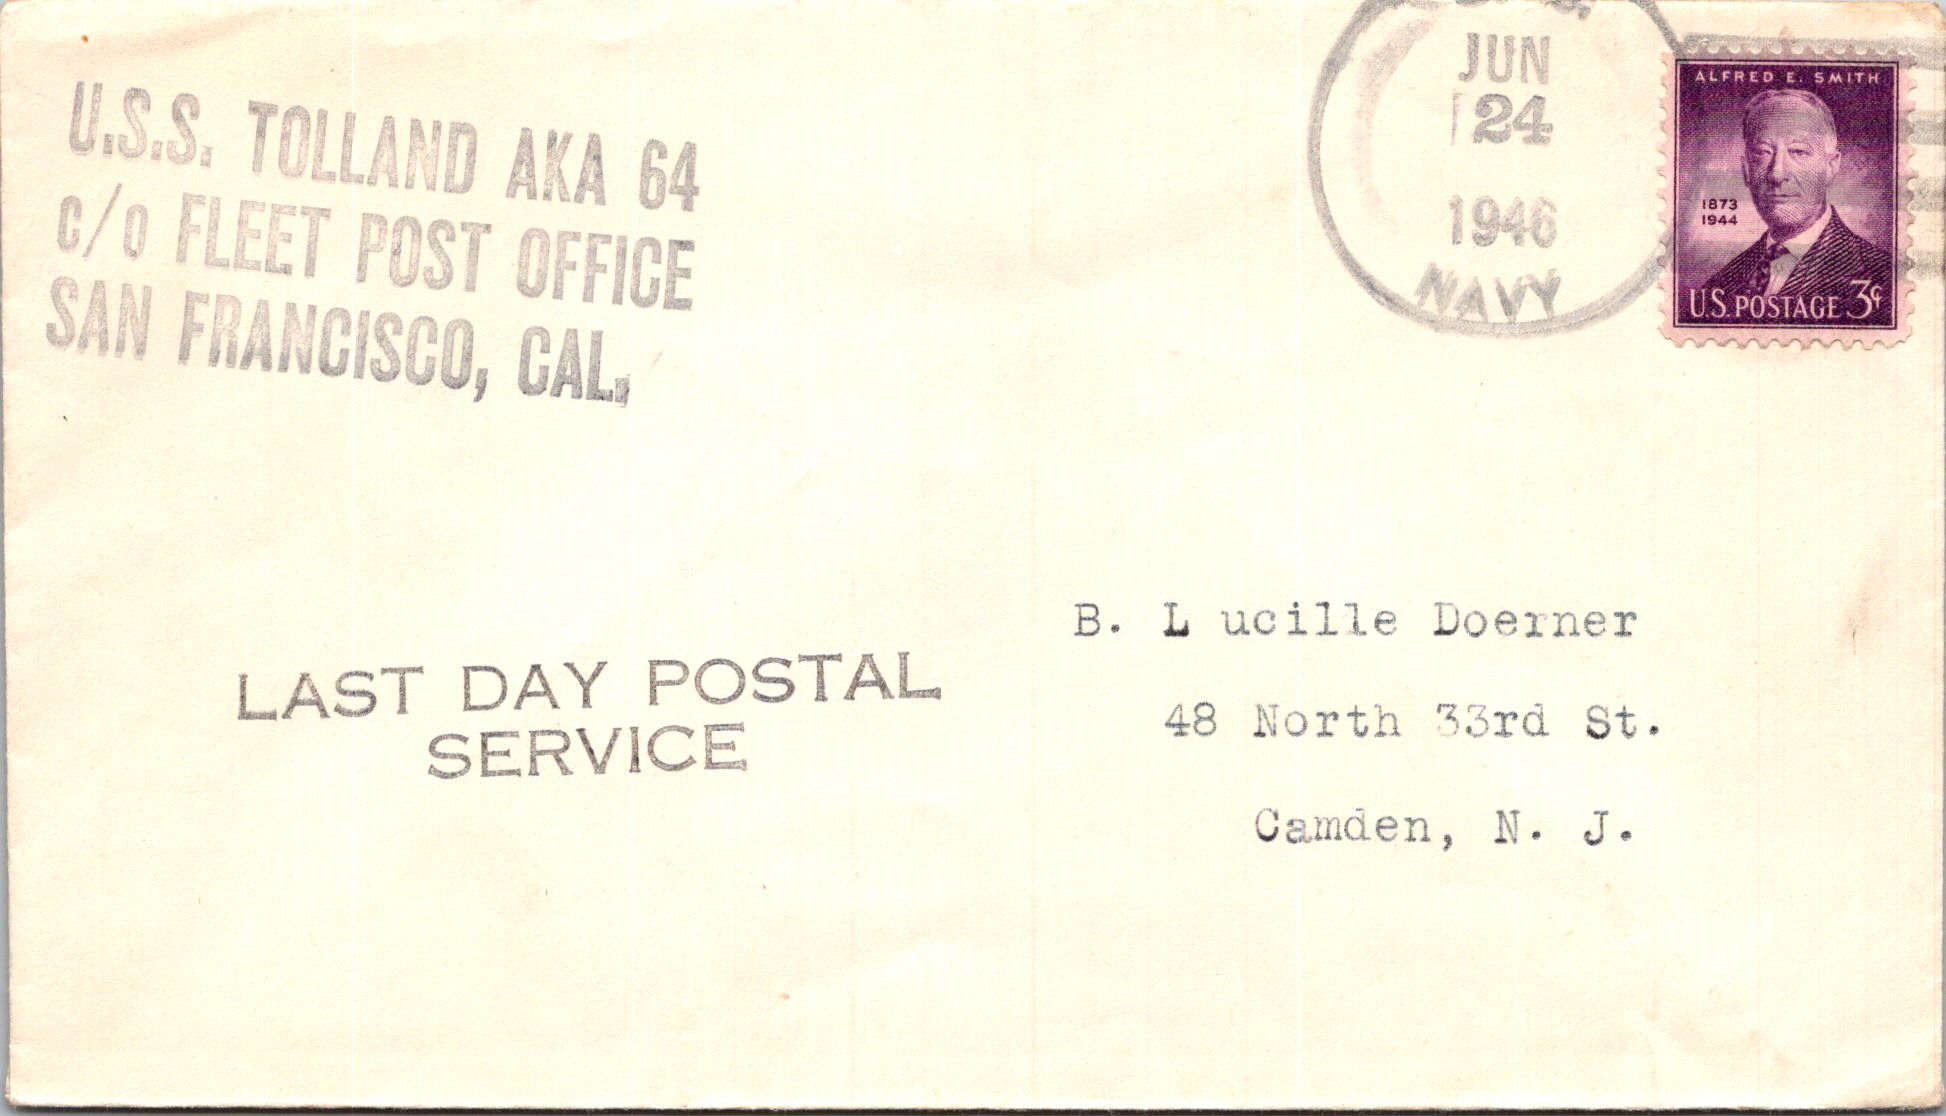 U.S.S. TOLLAND AKA 64
c/o FLEET POST OFFICE
SAN FRANCISCO, CAL.
JUN
24
1946
NAVY
ALFRED E. SMITH
1873
1944
U.S. POSTAGE 3¢
LAST DAY POSTAL
SERVICE
B. L ucille Doerner
48 North 33rd St.
Camden, N. J.